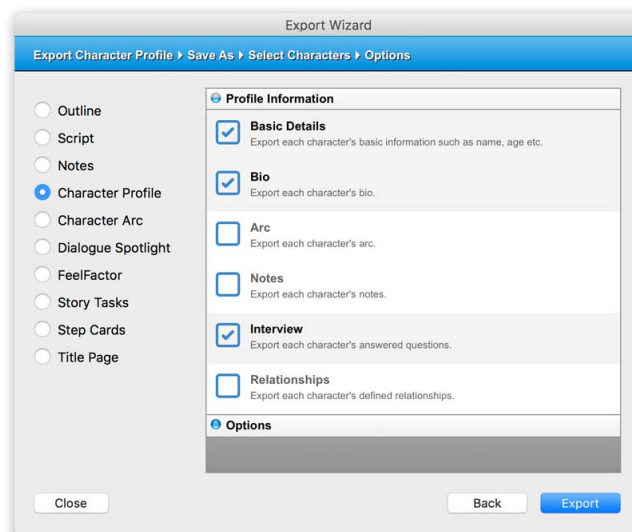 Export Wizard
Export Character Profile ▸ Save As ▸ Select Characters ▸ Options
Outline
Script
Notes
Character Profile
Character Arc
Dialogue Spotlight
FeelFactor
Story Tasks
Step Cards
Title Page
Profile Information
Basic Details
Export each character's basic information such as name, age etc.
Bio
Export each character's bio.
Arc
Export each character's arc.
Notes
Export each character's notes.
Interview
Export each character's answered questions.
Relationships
Export each character's defined relationships.
Options
Close
Back
Export